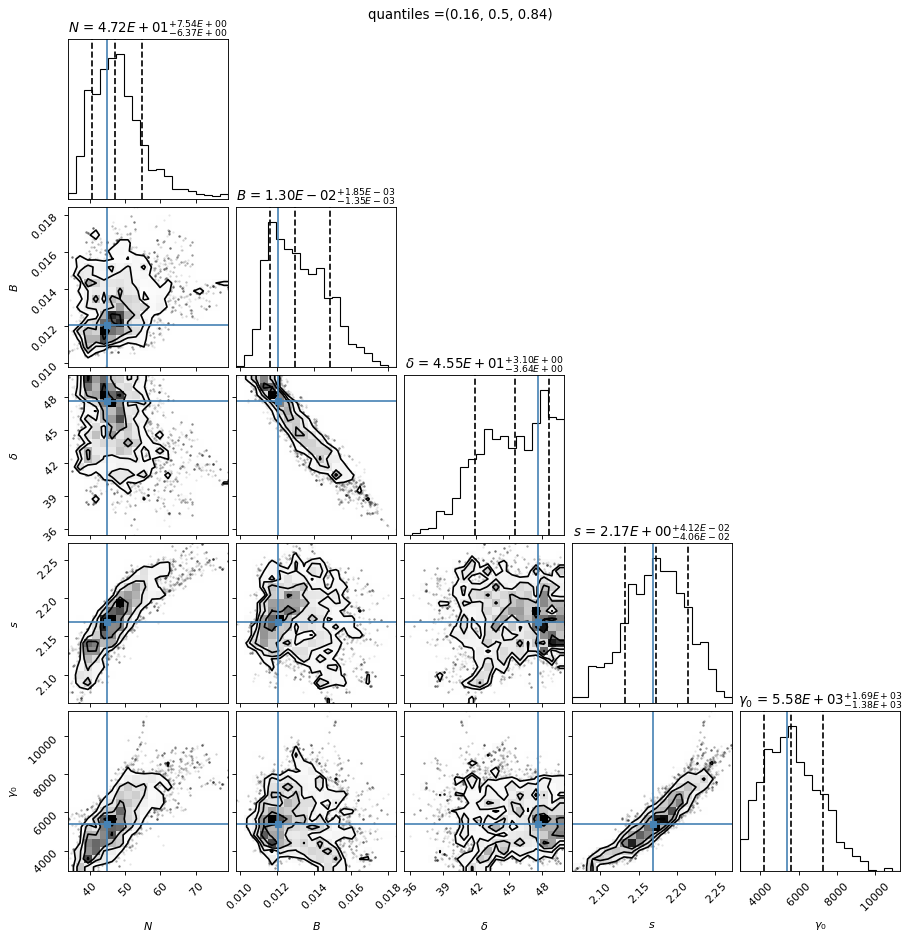 quantiles =(0.16, 0.5, 0.84)
N = 4.72E + 01 +7.54E + 00 −6.37E + 00
B = 1.30E − 02 +1.85E − 03 −1.35E − 03
0.018
0.016
0.014
0.012
0.010
B
δ = 4.55E + 01 +3.10E + 00 −3.64E + 00
48
45
42
39
36
δ
s = 2.17E + 00 +4.12E − 02 −4.06E − 02
2.25
2.20
2.15
2.10
s
γ₀ = 5.58E + 03 +1.69E + 03 −1.38E + 03
10000
8000
6000
4000
γ₀
40 50 60 70
0.010 0.012 0.014 0.016 0.018
36 39 42 45 48
2.10 2.15 2.20 2.25
4000 6000 8000 10000
N B δ s γ₀